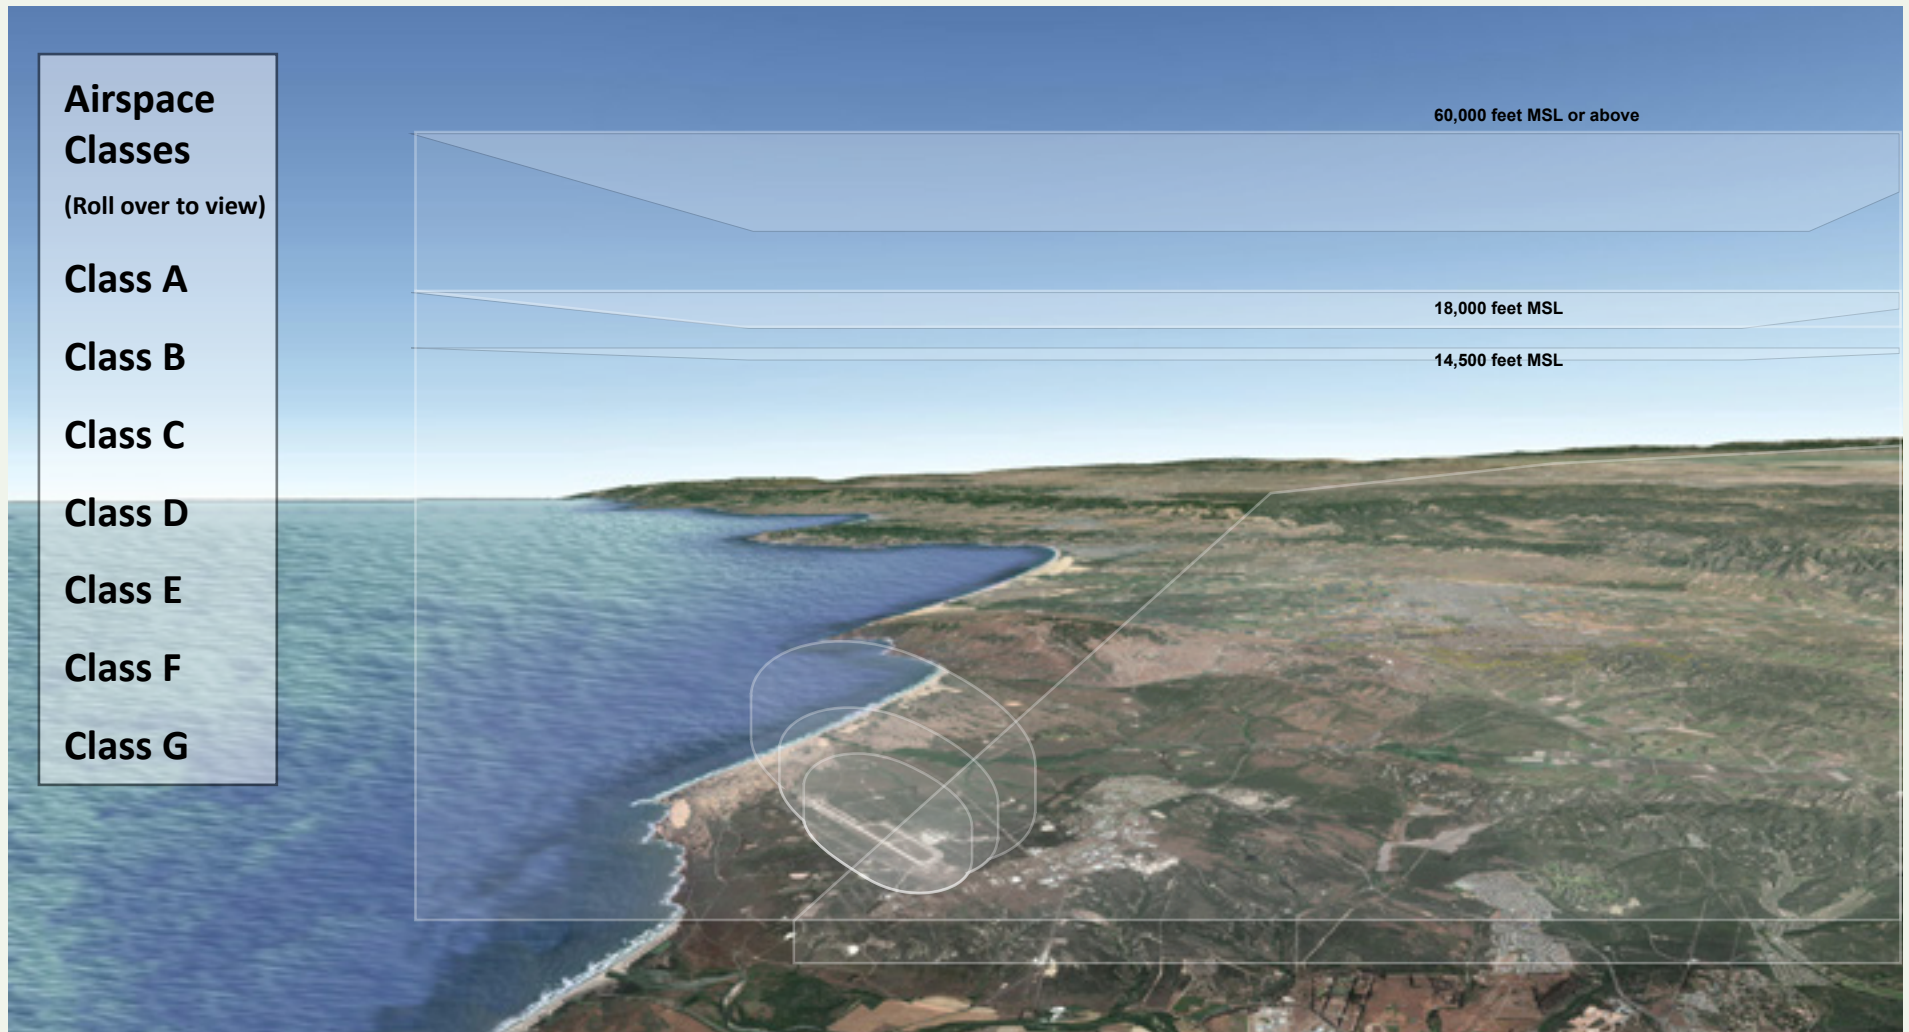 Airspace
Classes
(Roll over to view)
Class A
Class B
Class C
Class D
Class E
Class F
Class G
60,000 feet MSL or above
18,000 feet MSL
14,500 feet MSL